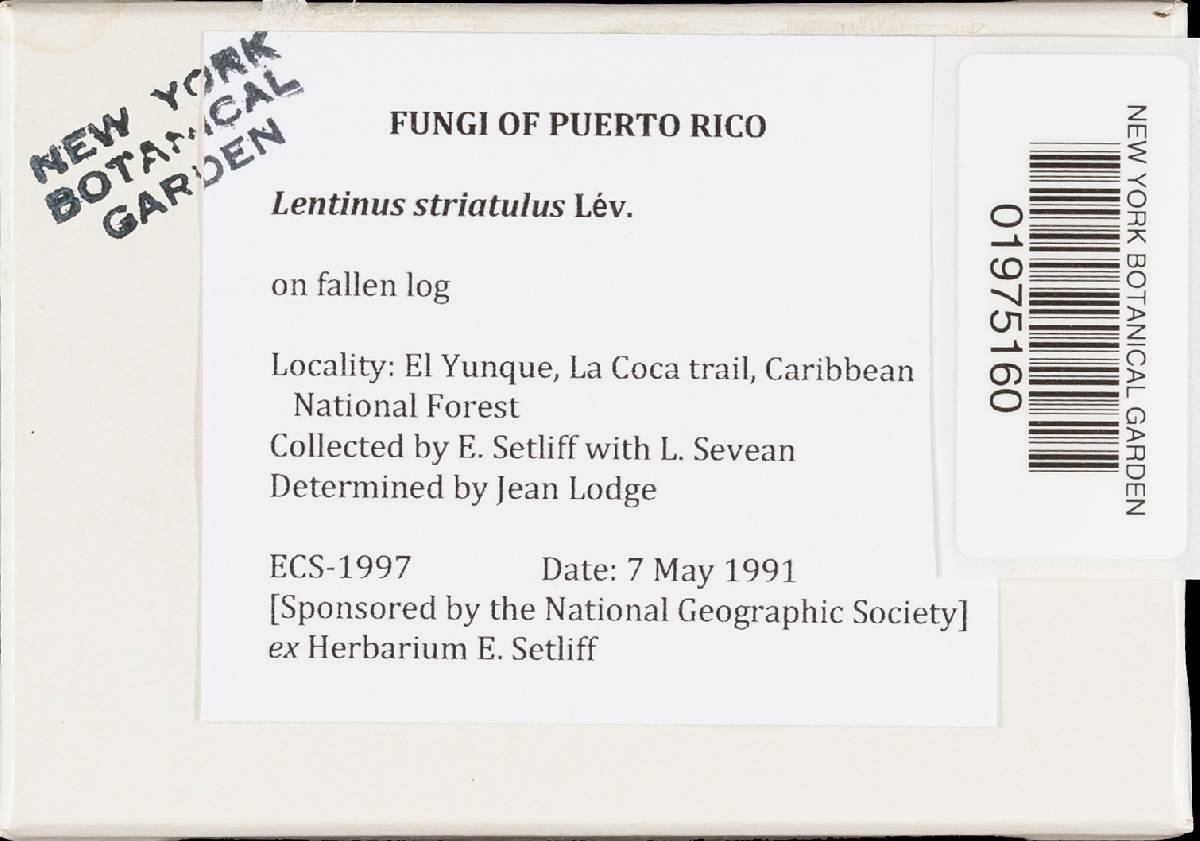 NEW YORK
BOTANICAL
GARDEN
FUNGI OF PUERTO RICO
Lentinus striatulus Lév.
on fallen log
Locality: El Yunque, La Coca trail, Caribbean
National Forest
Collected by E. Setliff with L. Sevean
Determined by Jean Lodge
ECS-1997 Date: 7 May 1991
[Sponsored by the National Geographic Society]
ex Herbarium E. Setliff
NEW YORK BOTANICAL GARDEN
01975160